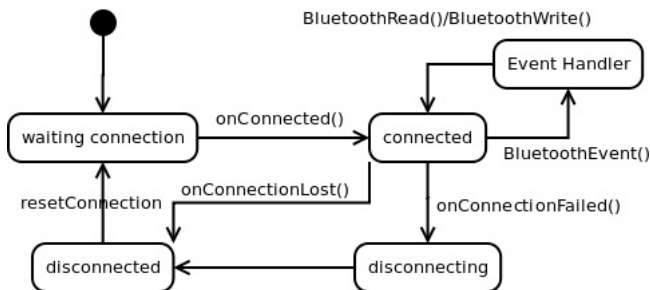 BluetoothRead()/BluetoothWrite()
Event Handler
onConnected()
waiting connection
connected
BluetoothEvent()
onConnectionLost()
resetConnection
onConnectionFailed()
disconnected
disconnecting